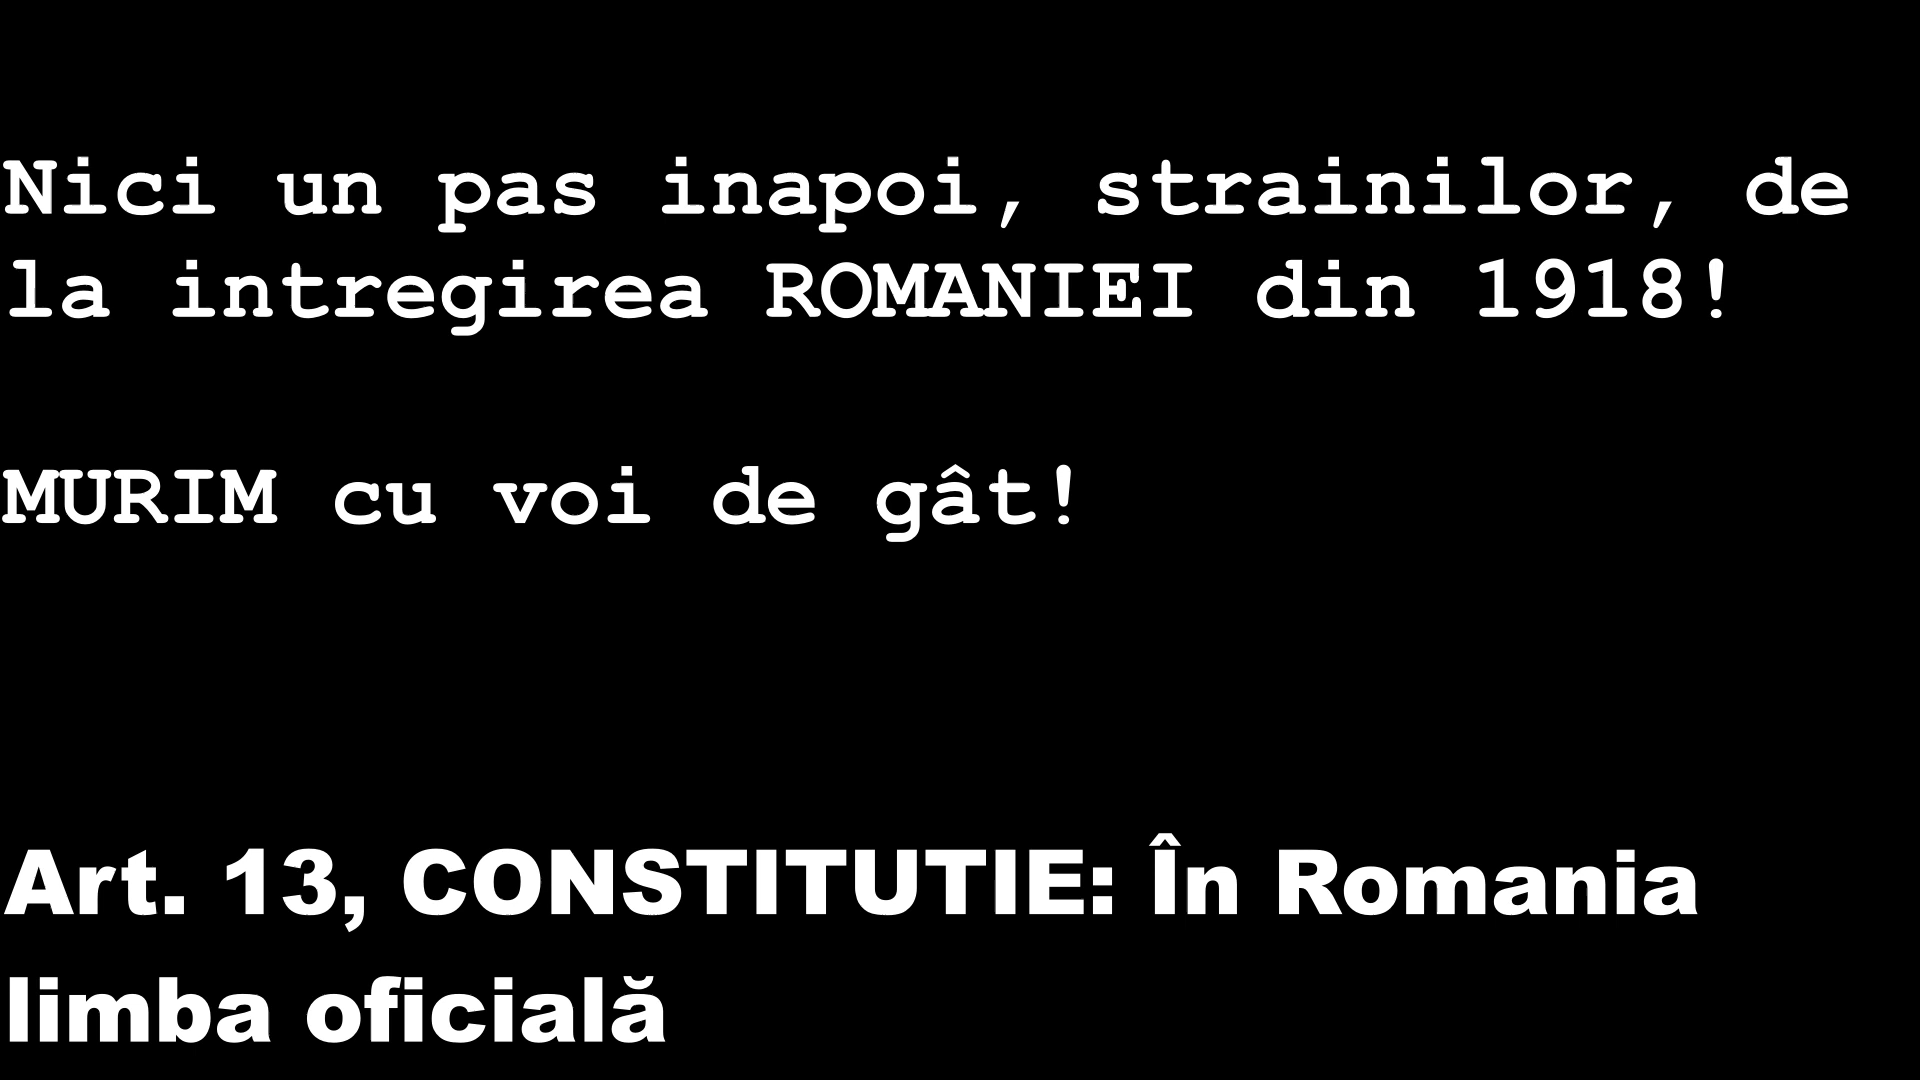 Nici un pas inapoi, strainilor, de
la intregirea ROMANIEI din 1918!
MURIM cu voi de gât!
Art. 13, CONSTITUTIE: În Romania
limba oficială